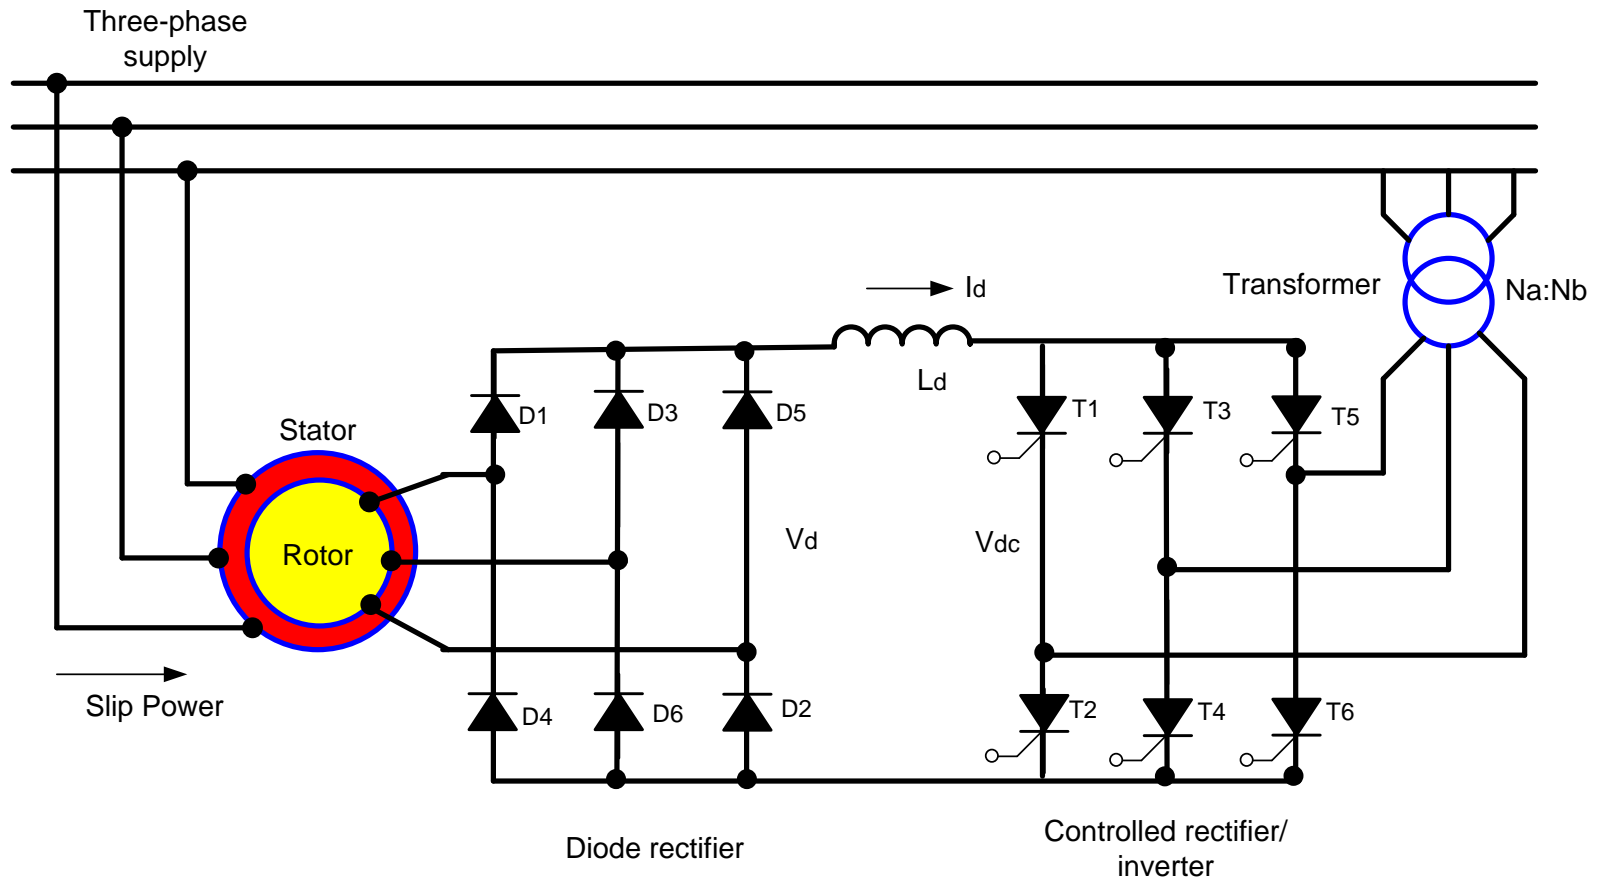 Three-phase
supply
Id
Transformer
Na:Nb
Ld
D1
D3
D5
T1
T3
T5
Stator
Rotor
Vd
Vdc
Slip Power
D4
D6
D2
T2
T4
T6
Diode rectifier
Controlled rectifier/
inverter